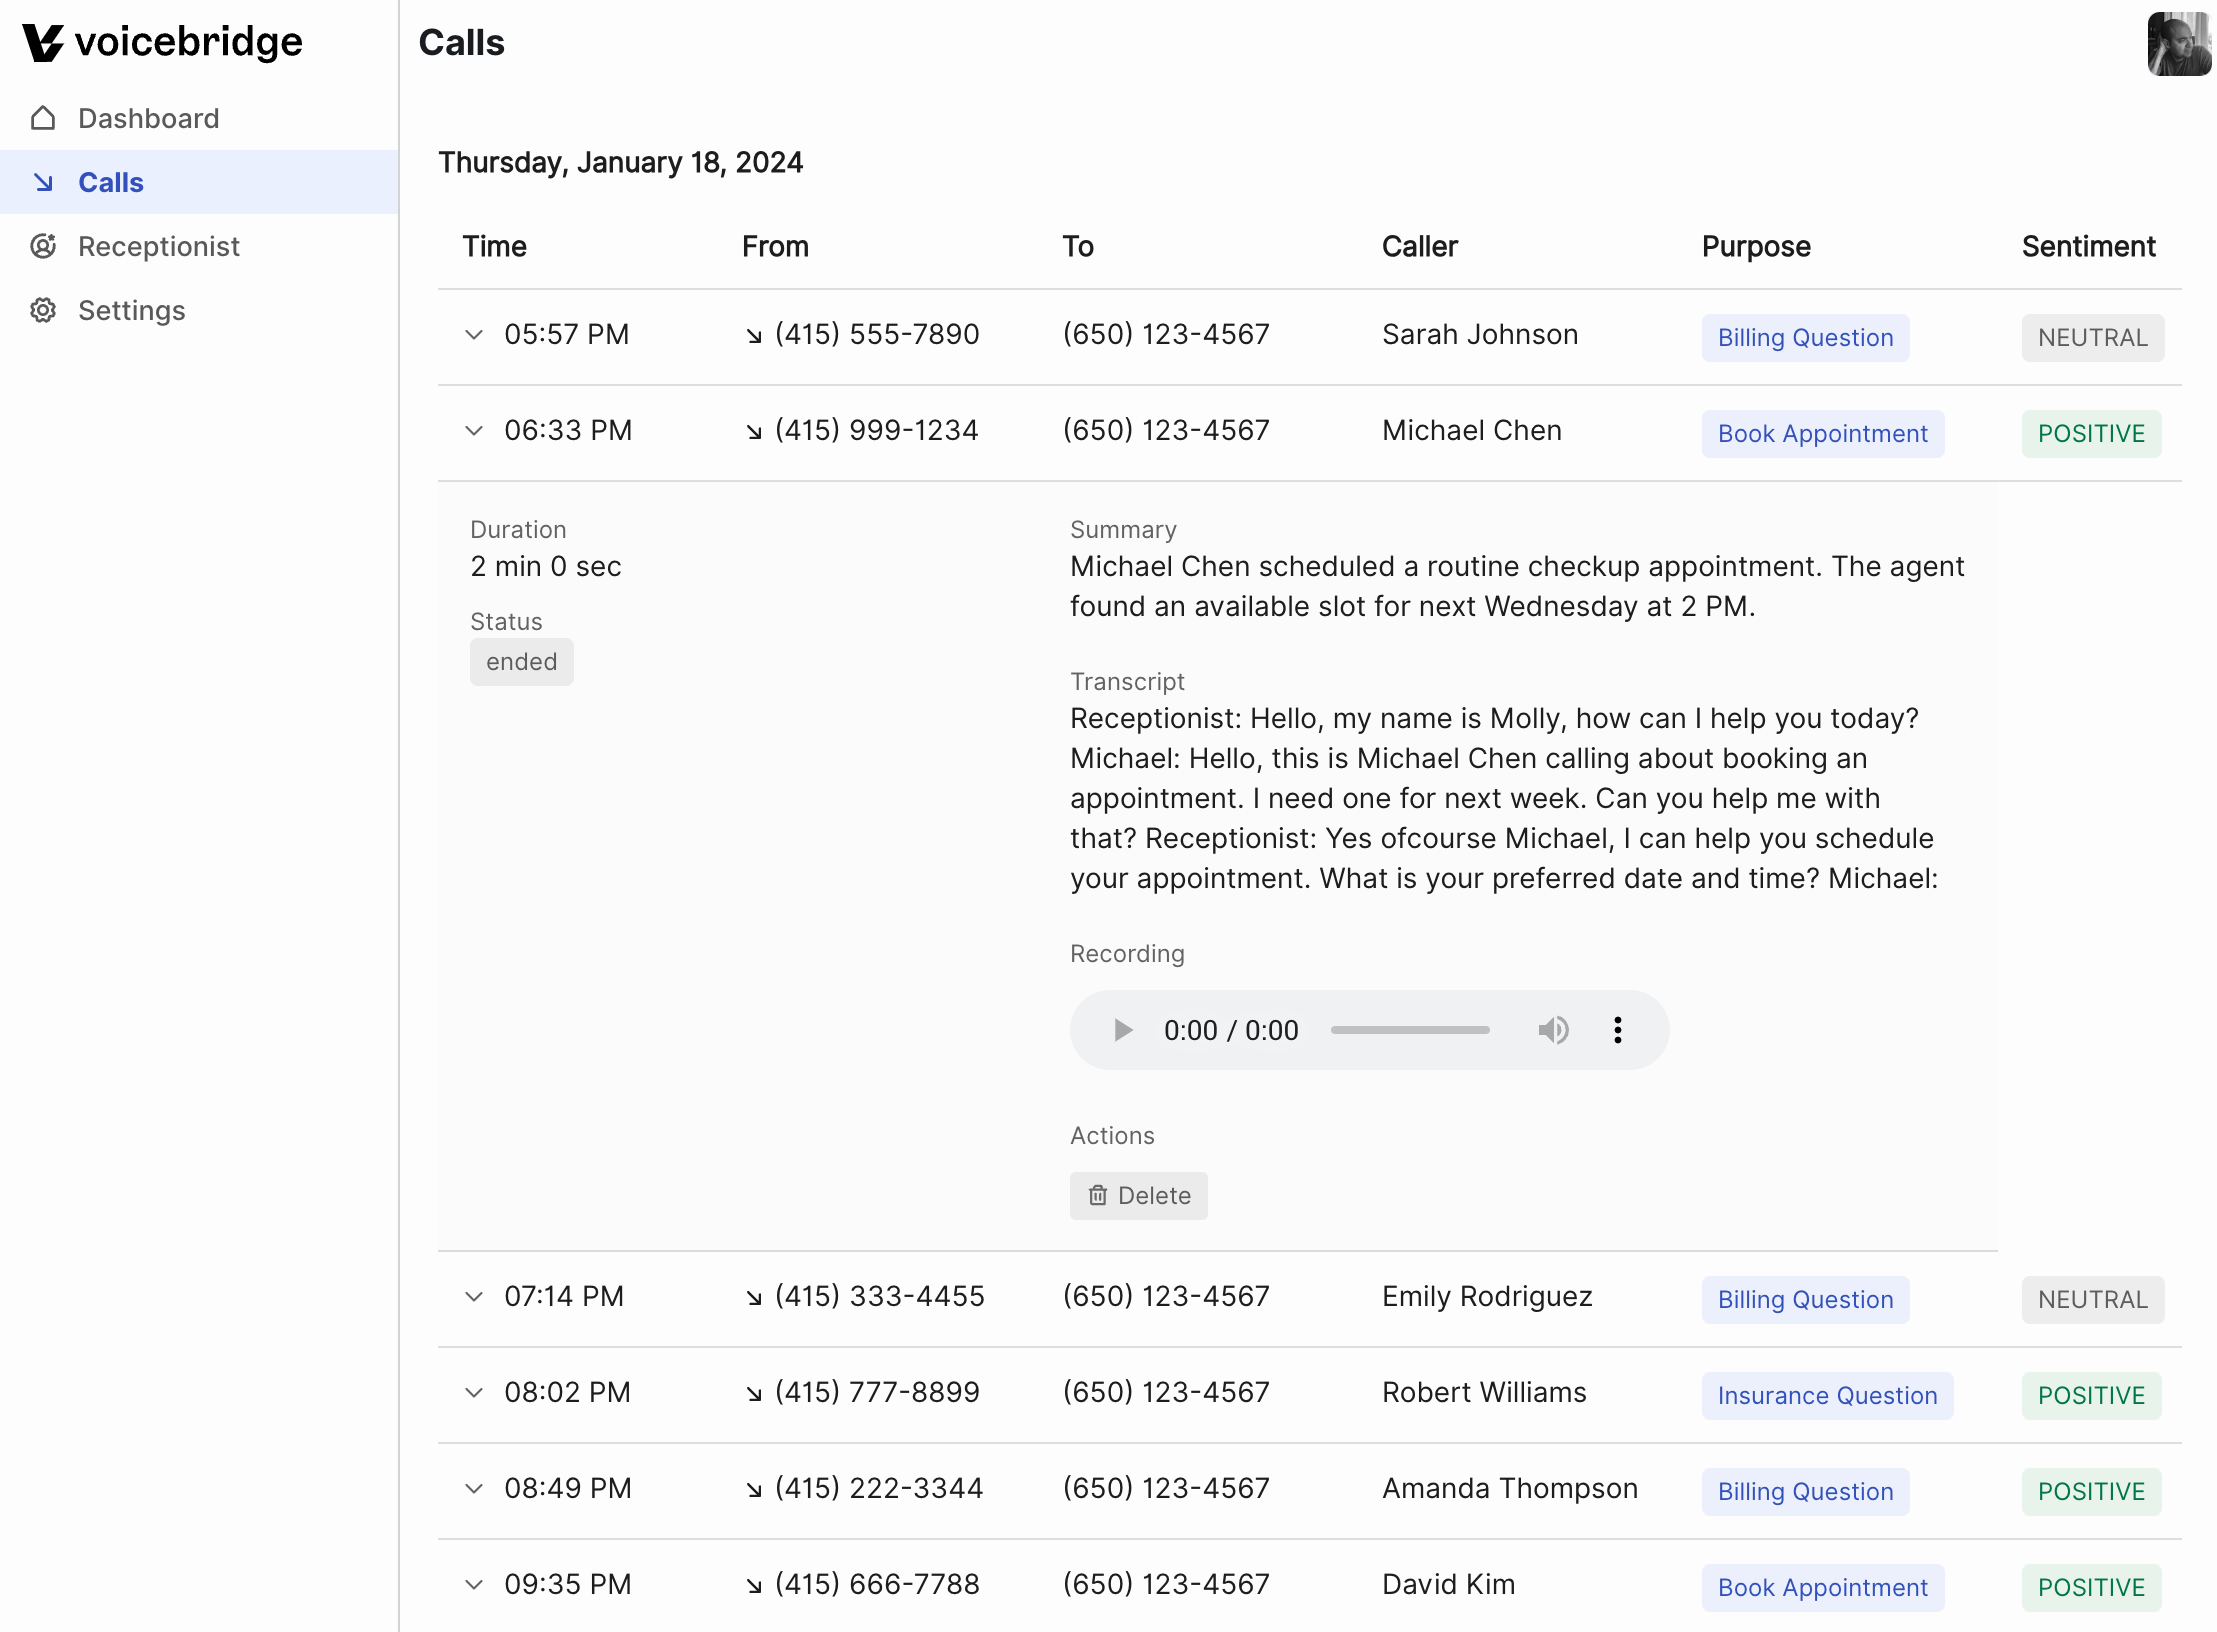 voicebridge
Calls
Dashboard
Calls
Receptionist
Settings
Thursday, January 18, 2024
Time From To Caller Purpose Sentiment
05:57 PM (415) 555-7890 (650) 123-4567 Sarah Johnson Billing Question NEUTRAL
06:33 PM (415) 999-1234 (650) 123-4567 Michael Chen Book Appointment POSITIVE
Duration
2 min 0 sec
Status
ended
Summary
Michael Chen scheduled a routine checkup appointment. The agent
found an available slot for next Wednesday at 2 PM.
Transcript
Receptionist: Hello, my name is Molly, how can I help you today?
Michael: Hello, this is Michael Chen calling about booking an
appointment. I need one for next week. Can you help me with
that? Receptionist: Yes ofcourse Michael, I can help you schedule
your appointment. What is your preferred date and time? Michael:
Recording
0:00 / 0:00
Actions
Delete
07:14 PM (415) 333-4455 (650) 123-4567 Emily Rodriguez Billing Question NEUTRAL
08:02 PM (415) 777-8899 (650) 123-4567 Robert Williams Insurance Question POSITIVE
08:49 PM (415) 222-3344 (650) 123-4567 Amanda Thompson Billing Question POSITIVE
09:35 PM (415) 666-7788 (650) 123-4567 David Kim Book Appointment POSITIVE